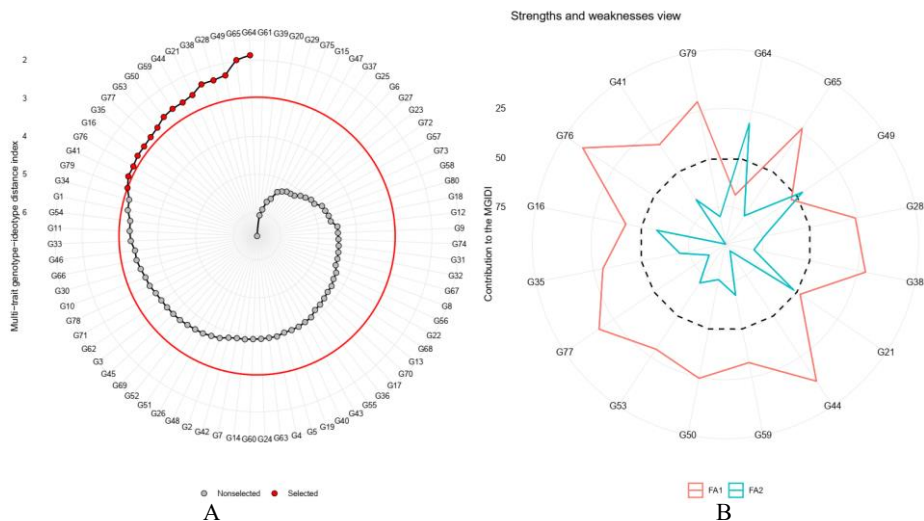 Multi-trait genotype-ideotype distance index
2
3
4
5
6
G64
G61
G39
G20
G29
G75
G15
G47
G37
G25
G6
G27
G23
G72
G57
G73
G58
G80
G18
G12
G9
G74
G31
G32
G67
G8
G56
G22
G68
G13
G70
G17
G36
G55
G43
G40
G19
G5
G4
G63
G24
G60
G14
G7
G42
G2
G48
G26
G51
G52
G69
G45
G3
G62
G71
G78
G10
G66
G30
G46
G33
G11
G54
G1
G34
G79
G41
G76
G16
G35
G77
G50
G53
G59
G44
G21
G38
G28
G49
G65
Nonselected
Selected
A
Strengths and weaknesses view
Contribution to the MGIDI
25
50
75
G64
G65
G49
G28
G38
G21
G44
G59
G50
G53
G77
G35
G16
G76
G41
G79
FA1
FA2
B